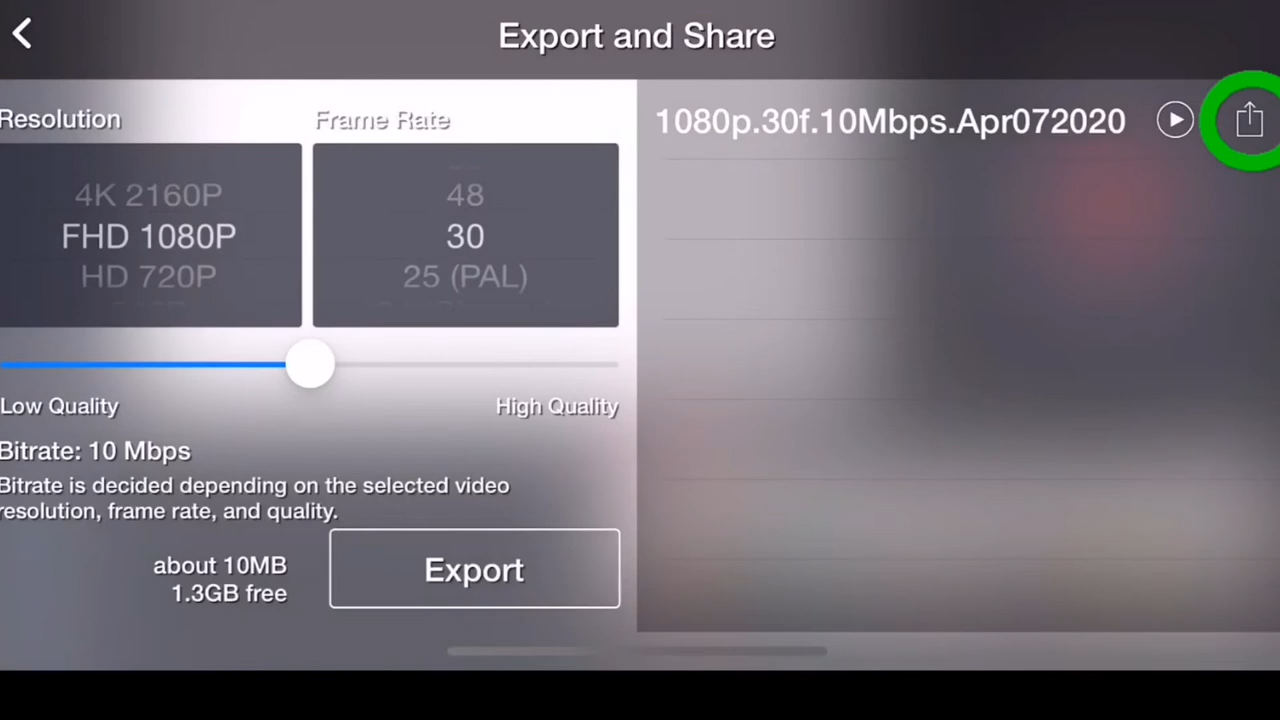 Export and Share
Resolution
Frame Rate
4K 2160P
FHD 1080P
HD 720P
48
30
25 (PAL)
Low Quality
High Quality
Bitrate: 10 Mbps
Bitrate is decided depending on the selected video
resolution, frame rate, and quality.
about 10MB
1.3GB free
Export
1080p.30f.10Mbps.Apr072020